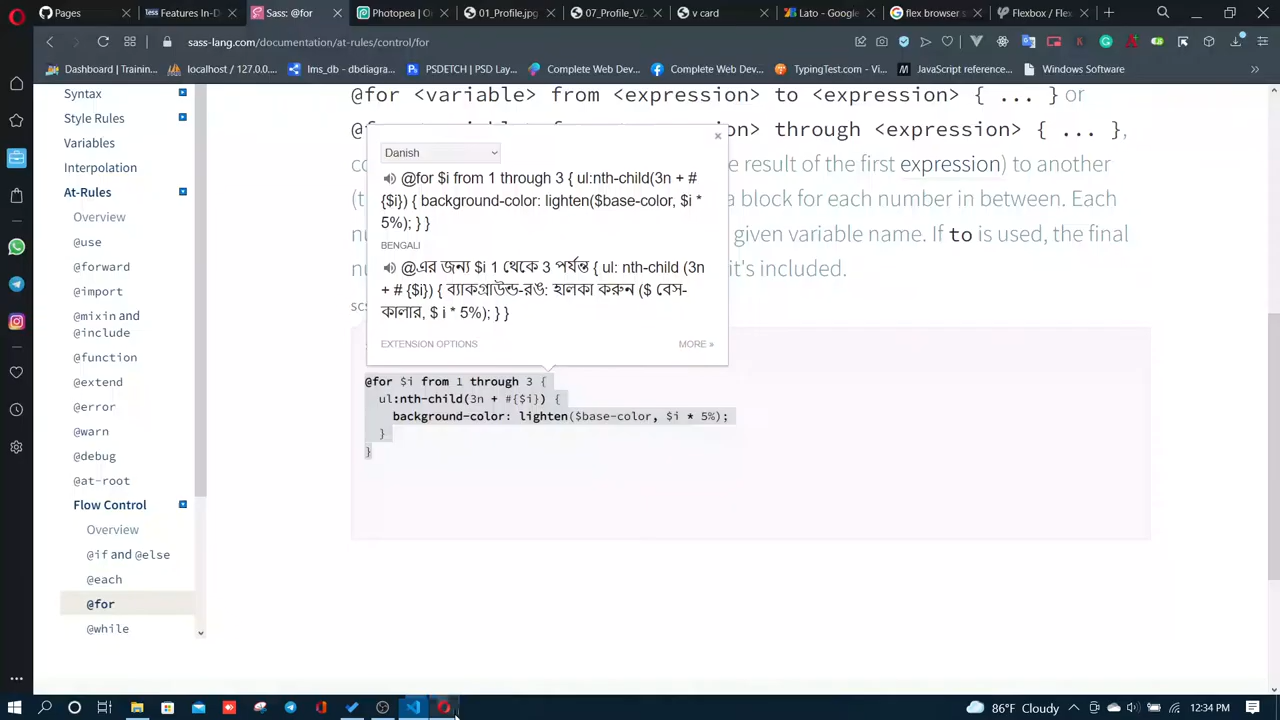 Pages
Features In-D
Sass: @for
Photopea | O
01_Profile.jpg
07_Profile_V2.
v card
Lato - Google
flex browser s
Flexbox / Flex
sass-lang.com/documentation/at-rules/control/for
Dashboard | Trainin...
localhost / 127.0.0....
lms_db - dbdiagra...
PSDETCH | PSD Lay...
Complete Web Dev...
Complete Web Dev...
TypingTest.com - Vi...
JavaScript reference...
Windows Software
Syntax
Style Rules
Variables
Interpolation
At-Rules
Overview
@use
@forward
@import
@mixin and
@include
@function
@extend
@error
@warn
@debug
@at-root
Flow Control
Overview
@if and @else
@each
@for
@while
@for <variable> from <expression> to <expression> { ... } or
through <expression> { ... },
the result of the first expression) to another
a block for each number in between. Each
given variable name. If to is used, the final
it's included.
Danish
@for $i from 1 through 3 { ul:nth-child(3n + #
{$i}) { background-color: lighten($base-color, $i *
5%); } }
BENGALI
@এর জন্য $i 1 থেকে 3 পর্যন্ত { ul: nth-child (3n
+ # {$i}) { ব্যাকগ্রাউন্ড-রঙ: হালকা করুন ($ বেস-
কালার, $ i * 5%); } }
EXTENSION OPTIONS
MORE »
@for $i from 1 through 3 {
ul:nth-child(3n + #{$i}) {
background-color: lighten($base-color, $i * 5%);
}
}
86°F Cloudy
12:34 PM